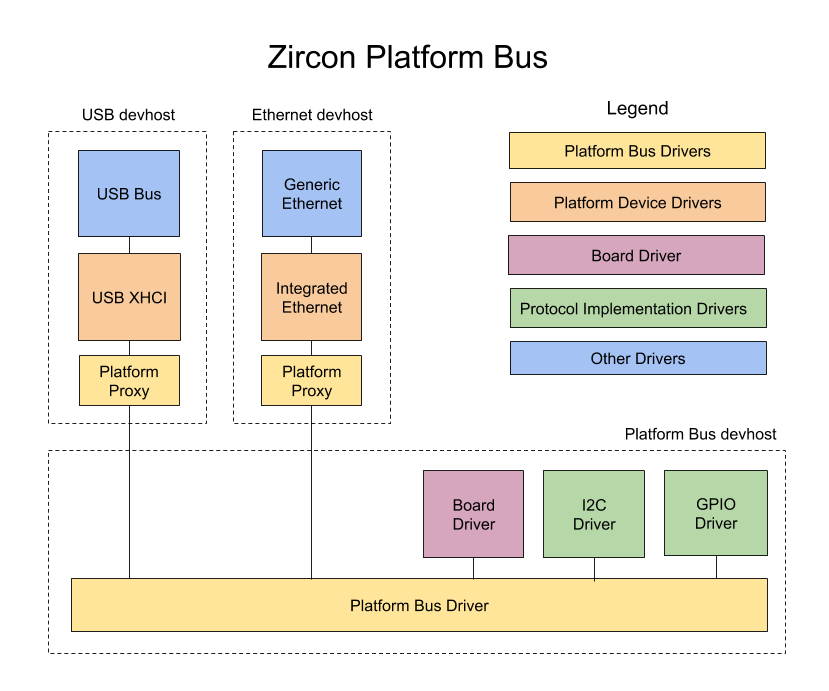 Zircon Platform Bus
USB devhost
Ethernet devhost
Legend
USB Bus
Generic
Ethernet
USB XHCI
Integrated
Ethernet
Platform
Proxy
Platform
Proxy
Platform Bus Drivers
Platform Device Drivers
Board Driver
Protocol Implementation Drivers
Other Drivers
Platform Bus devhost
Board
Driver
I2C
Driver
GPIO
Driver
Platform Bus Driver